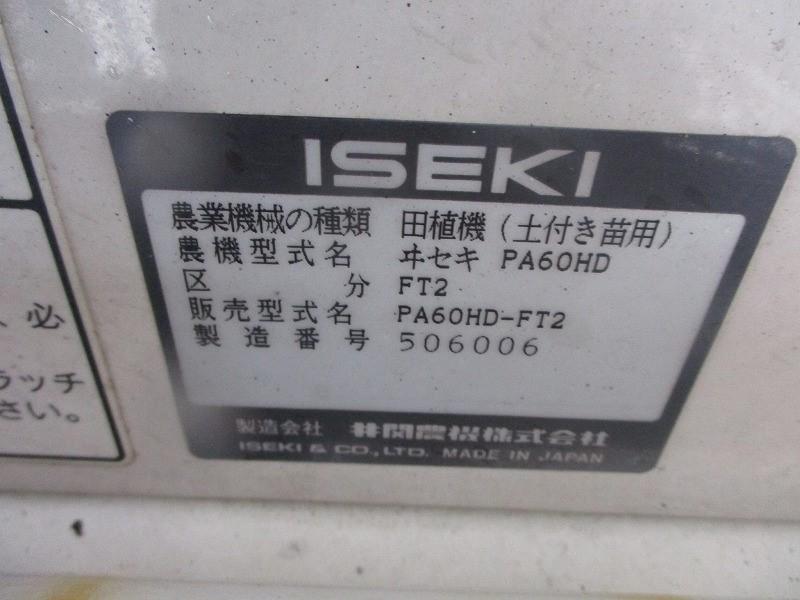 ISEKI
農業機械の種類 田植機(土付き苗用)
農機型式名 ヰセキ PA60HD
区分 FT2
販売型式名 PA60HD-FT2
製造番号 506006
製造会社 井関農機株式会社
ISEKI & CO.,LTD. MADE IN JAPAN
、必
ラッチ
さい。